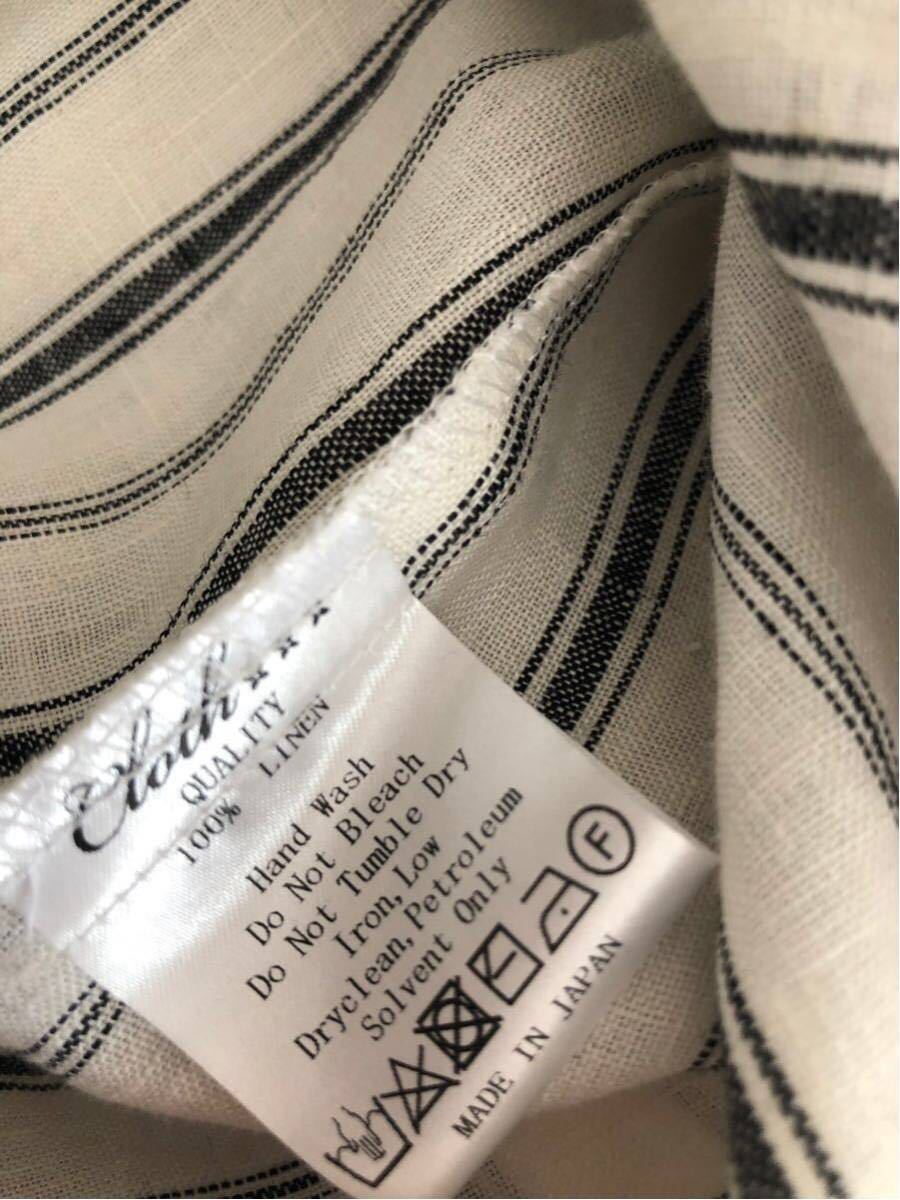 Cloth***
QUALITY
100% LINEN
Hand Wash
Do Not Bleach
Do Not Tumble Dry
Iron, Low
Dryclean, Petroleum
Solvent Only
F
MADE IN JAPAN